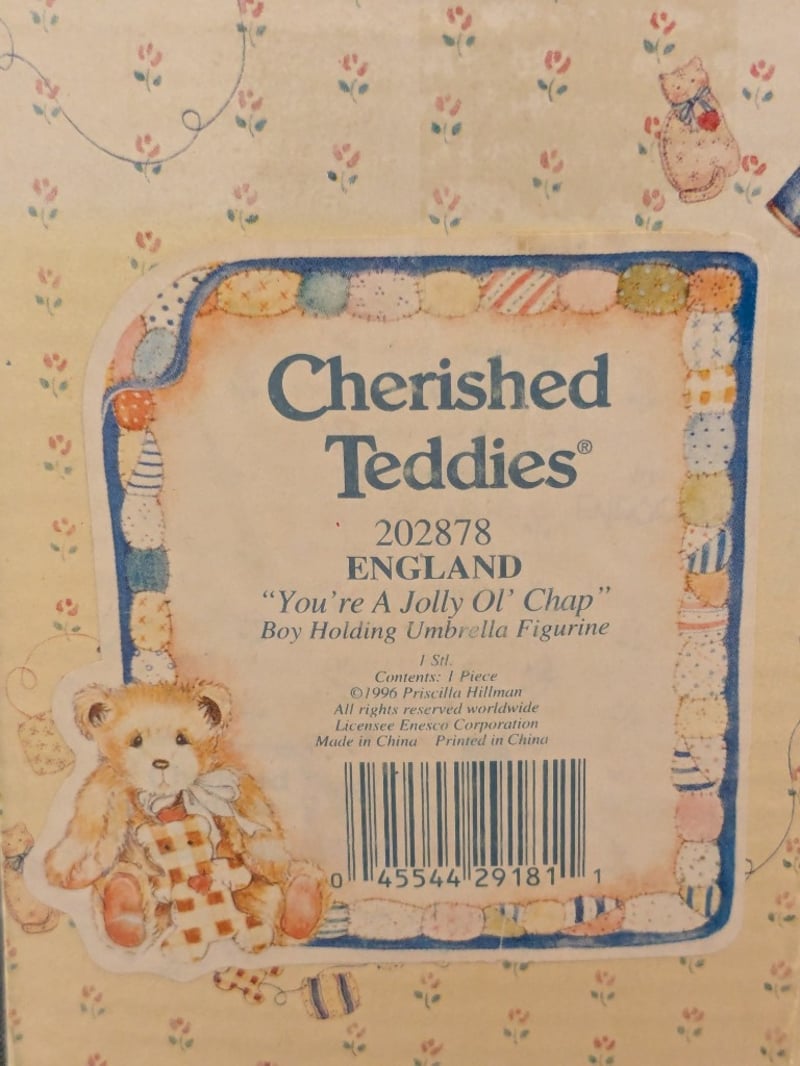 Cherished
Teddies®
202878
ENGLAND
"You're A Jolly Ol' Chap"
Boy Holding Umbrella Figurine
1 Stl.
Contents: 1 Piece
©1996 Priscilla Hillman
All rights reserved worldwide
Licensee Enesco Corporation
Made in China Printed in China
0 45544 29181 1